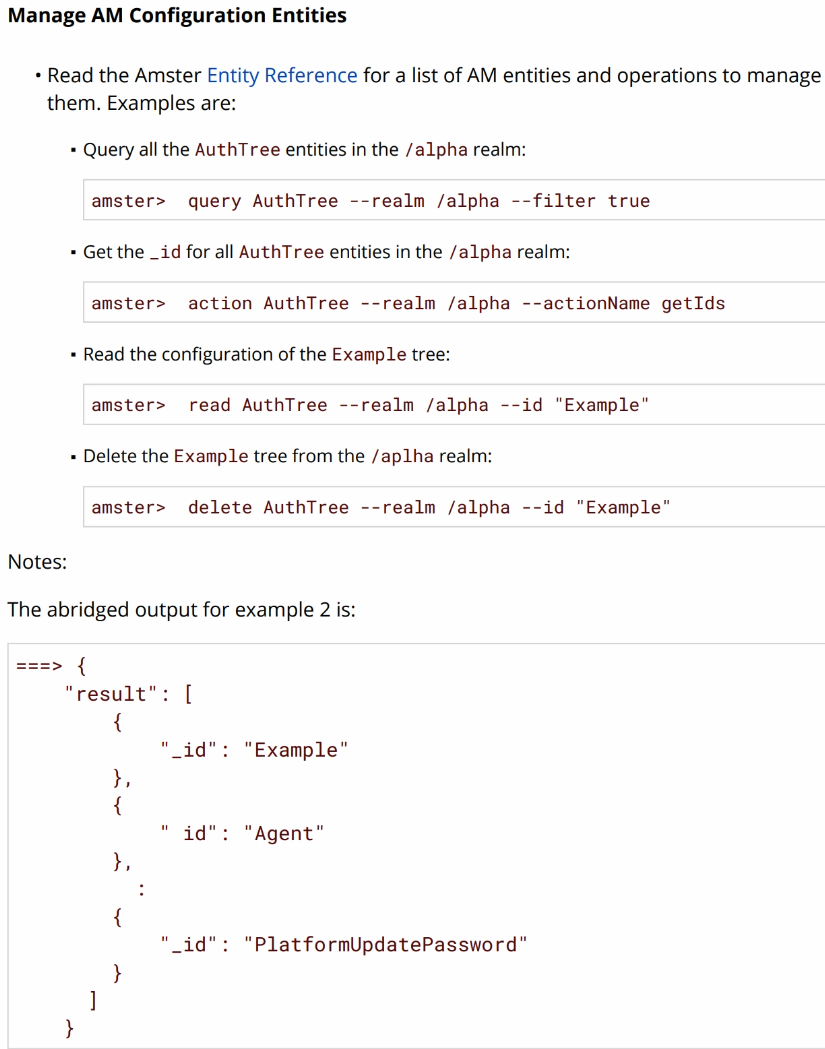 Manage AM Configuration Entities
• Read the Amster Entity Reference for a list of AM entities and operations to manage
them. Examples are:
▪ Query all the AuthTree entities in the /alpha realm:
amster>  query AuthTree --realm /alpha --filter true
▪ Get the _id for all AuthTree entities in the /alpha realm:
amster>  action AuthTree --realm /alpha --actionName getIds
▪ Read the configuration of the Example tree:
amster>  read AuthTree --realm /alpha --id "Example"
▪ Delete the Example tree from the /aplha realm:
amster>  delete AuthTree --realm /alpha --id "Example"
Notes:
The abridged output for example 2 is:
===> {
    "result": [
        {
            "_id": "Example"
        },
        {
            " id": "Agent"
        },
          :
        {
            "_id": "PlatformUpdatePassword"
        }
      ]
    }